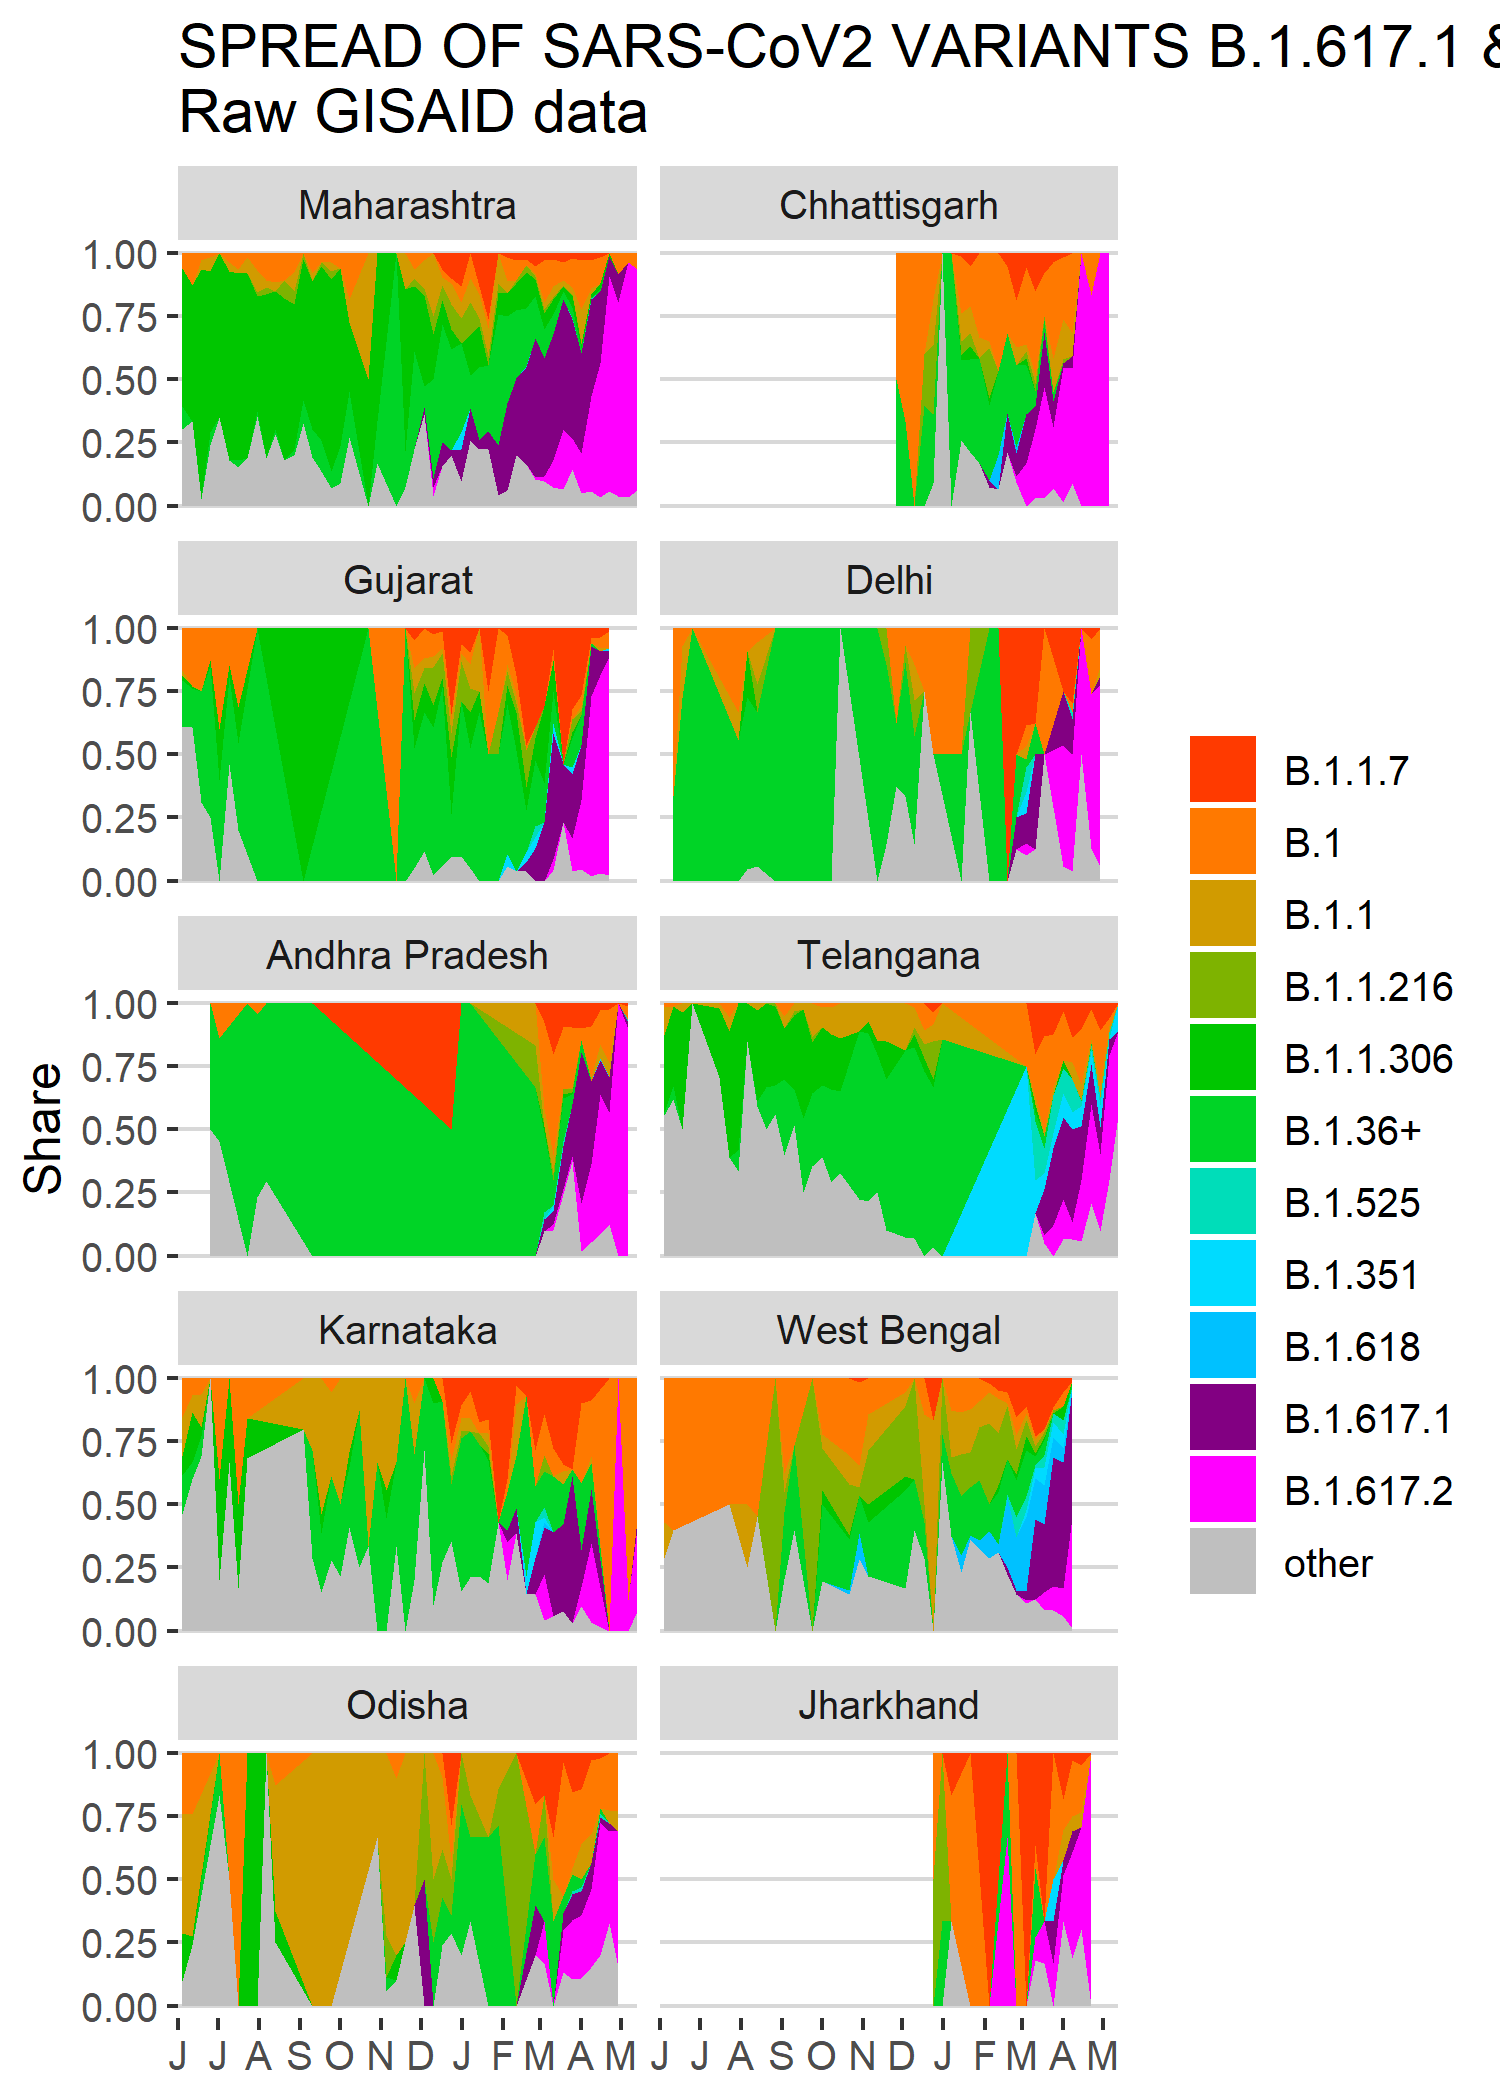 SPREAD OF SARS-CoV2 VARIANTS B.1.617.1 &
Raw GISAID data
Maharashtra
Chhattisgarh
1.00
0.75
0.50
0.25
0.00
Gujarat
Delhi
1.00
0.75
0.50
0.25
0.00
Andhra Pradesh
Telangana
1.00
0.75
0.50
0.25
0.00
Share
Karnataka
West Bengal
1.00
0.75
0.50
0.25
0.00
Odisha
Jharkhand
1.00
0.75
0.50
0.25
0.00
J J A S O N D J F M A M
J J A S O N D J F M A M
B.1.1.7
B.1
B.1.1
B.1.1.216
B.1.1.306
B.1.36+
B.1.525
B.1.351
B.1.618
B.1.617.1
B.1.617.2
other